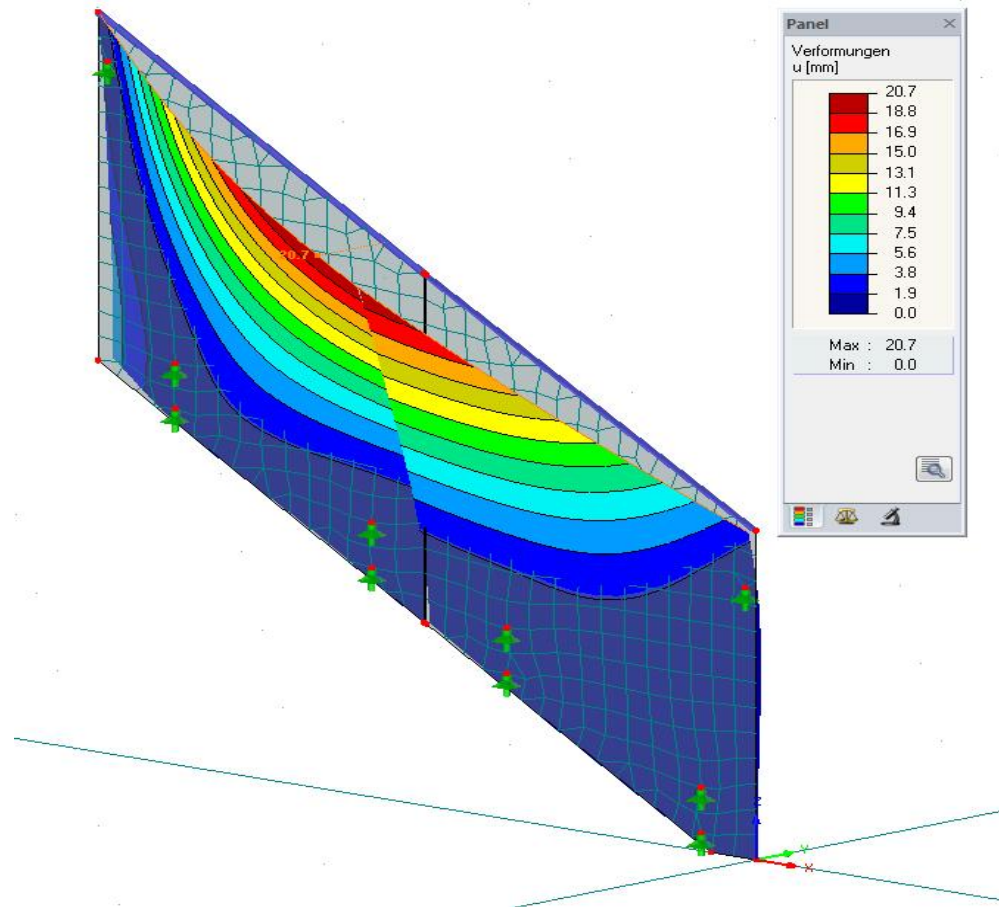 Panel
Verformungen
u [mm]
20.7
18.8
16.9
15.0
13.1
11.3
9.4
7.5
5.6
3.8
1.9
0.0
Max : 20.7
Min : 0.0
20.7
Z
Y
X